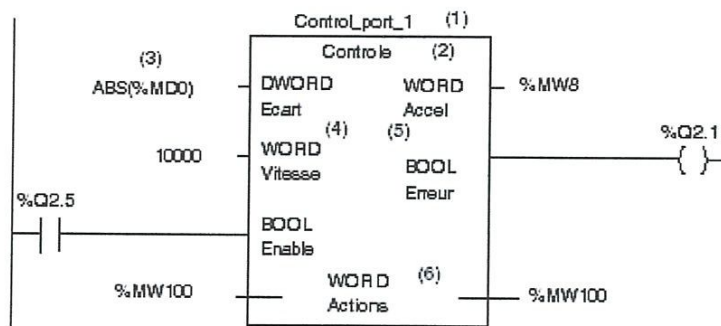 Control_port_1 (1)
Controle (2)
(3)
ABS(%MD0)
DWORD
Ecart
WORD
Accel
%MW8
(4)
(5)
10000
WORD
Vitesse
BOOL
Erreur
%Q2.1
%Q2.5
BOOL
Enable
%MW100
WORD (6)
Actions
%MW100